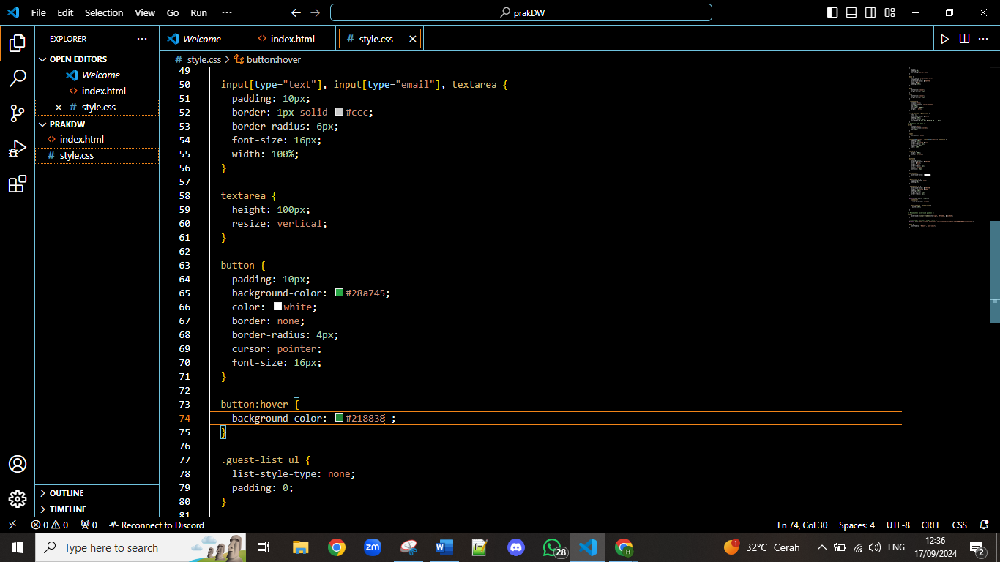 File Edit Selection View Go Run ···
prakDW
EXPLORER ···
OPEN EDITORS
Welcome
index.html
style.css
PRAKDW
index.html
style.css
OUTLINE
TIMELINE
Welcome
index.html
# style.css
# style.css > button:hover
49
50 input[type="text"], input[type="email"], textarea {
51 padding: 10px;
52 border: 1px solid #ccc;
53 border-radius: 6px;
54 font-size: 16px;
55 width: 100%;
56 }
57
58 textarea {
59 height: 100px;
60 resize: vertical;
61 }
62
63 button {
64 padding: 10px;
65 background-color: #28a745;
66 color: white;
67 border: none;
68 border-radius: 4px;
69 cursor: pointer;
70 font-size: 16px;
71 }
72
73 button:hover {
74 background-color: #218838 ;
75 }
76
77 .guest-list ul {
78 list-style-type: none;
79 padding: 0;
80 }
81
0 0 0 Reconnect to Discord
Ln 74, Col 30 Spaces: 4 UTF-8 CRLF CSS
Type here to search
zm
28
H
1
32°C Cerah
ENG
12:36
17/09/2024
2